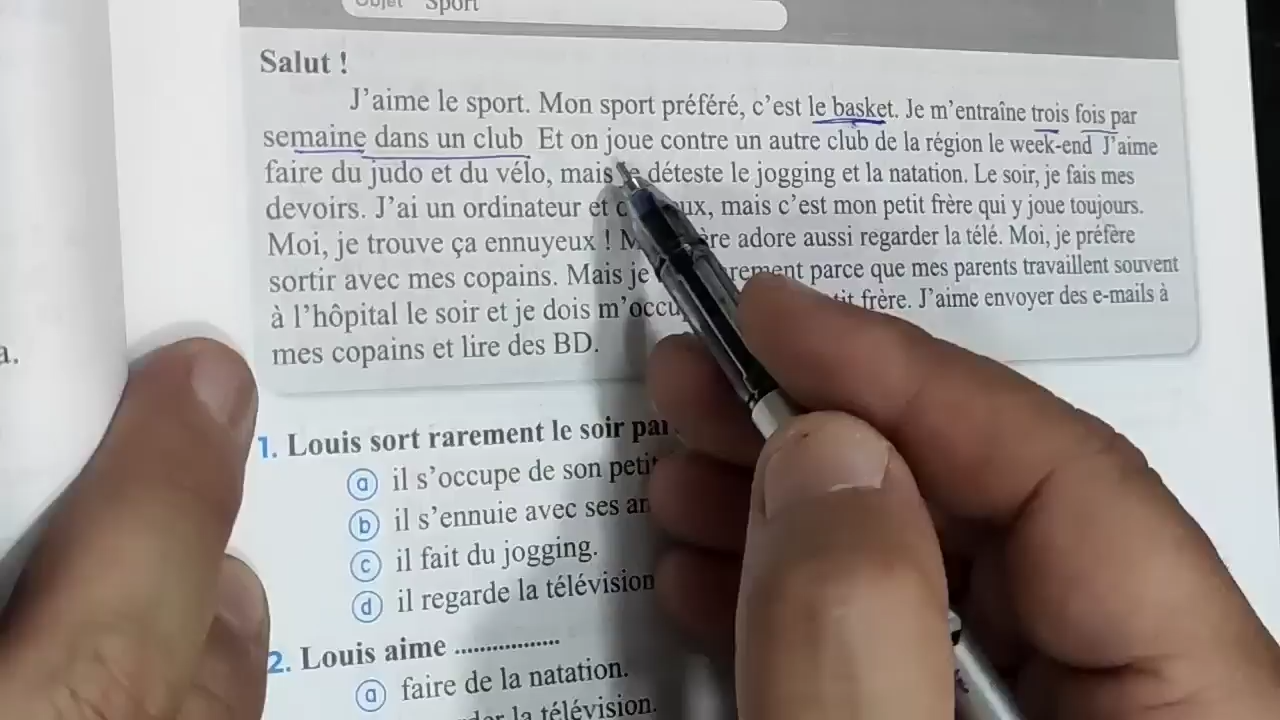 Objet Sport
Salut !
J'aime le sport. Mon sport préféré, c'est le basket. Je m'entraîne trois fois par
semaine dans un club Et on joue contre un autre club de la région le week-end J'aime
faire du judo et du vélo, mais je déteste le jogging et la natation. Le soir, je fais mes
devoirs. J'ai un ordinateur et mais c'est mon petit frère qui y joue toujours.
Moi, je trouve ça ennuyeux ! adore aussi regarder la télé. Moi, je préfère
sortir avec mes copains. Mais je parce que mes parents travaillent souvent
à l'hôpital le soir et je dois frère. J'aime envoyer des e-mails à
mes copains et lire des BD.
a.
1. Louis sort rarement le soir
a il s'occupe de son
b il s'ennuie avec ses
c il fait du jogging.
d il regarde la télévision
2. Louis aime ................
a faire de la natation.
la télévision.